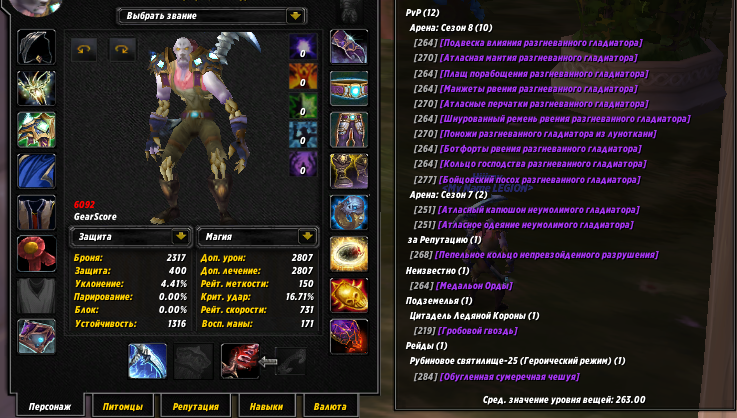 Выбрать звание
0
0
0
0
0
6092
GearScore
Защита
Магия
Броня: 2317
Защита: 400
Уклонение: 4.41%
Парирование: 0.00%
Блок: 0.00%
Устойчивость: 1316
Доп. урон: 2807
Доп. лечение: 2807
Рейт. меткости: 150
Крит. удар: 16.71%
Рейт. скорости: 731
Восп. маны: 171
Персонаж
Питомцы
Репутация
Навыки
Валюта
PvP (12)
Арена: Сезон 8 (10)
[264] [Подвеска влияния разгневанного гладиатора]
[270] [Атласная мантия разгневанного гладиатора]
[264] [Плащ порабощения разгневанного гладиатора]
[264] [Манжеты рвения разгневанного гладиатора]
[270] [Атласные перчатки разгневанного гладиатора]
[264] [Шнурованный ремень рвения разгневанного гладиатора]
[270] [Поножи разгневанного гладиатора из луноткани]
[264] [Ботфорты рвения разгневанного гладиатора]
[264] [Кольцо господства разгневанного гладиатора]
[277] [Бойцовский посох разгневанного гладиатора]
<My Name LEGION>
Арена: Сезон 7 (2)
[251] [Атласный капюшон неумолимого гладиатора]
[251] [Атласное одеяние неумолимого гладиатора]
за Репутацию (1)
[268] [Пепельное кольцо непревзойденного разрушения]
Неизвестно (1)
[264] [Медальон Орды]
Подземелья (1)
Цитадель Ледяной Короны (1)
[219] [Гробовой гвоздь]
Рейды (1)
Рубиновое святилище-25 (Героический режим) (1)
[284] [Обугленная сумеречная чешуя]
Сред. значение уровня вещей: 263.00